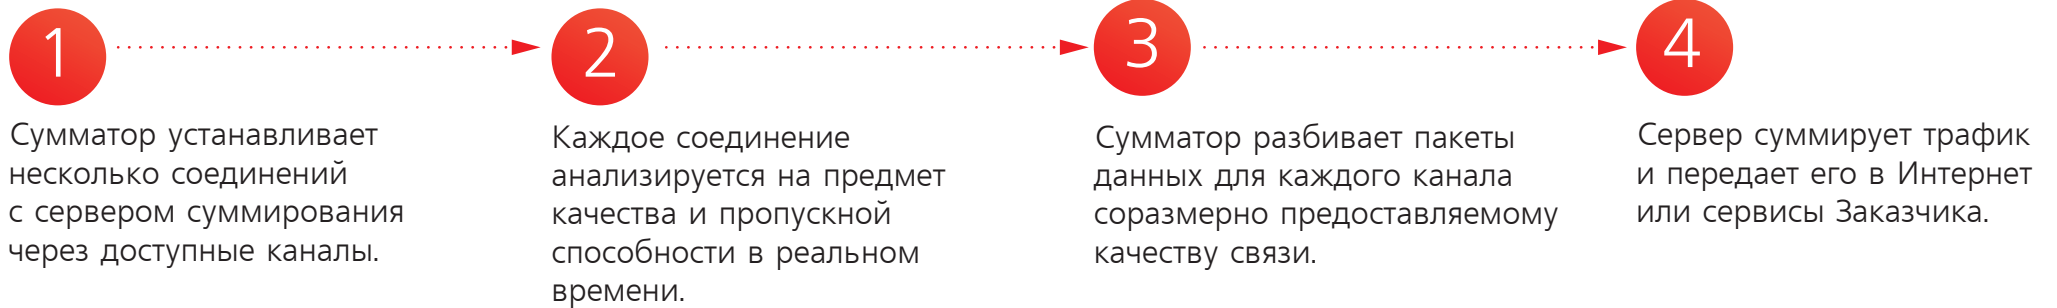 1
Сумматор устанавливает
несколько соединений
с сервером суммирования
через доступные каналы.
2
Каждое соединение
анализируется на предмет
качества и пропускной
способности в реальном
времени.
3
Сумматор разбивает пакеты
данных для каждого канала
соразмерно предоставляемому
качеству связи.
4
Сервер суммирует трафик
и передает его в Интернет
или сервисы Заказчика.